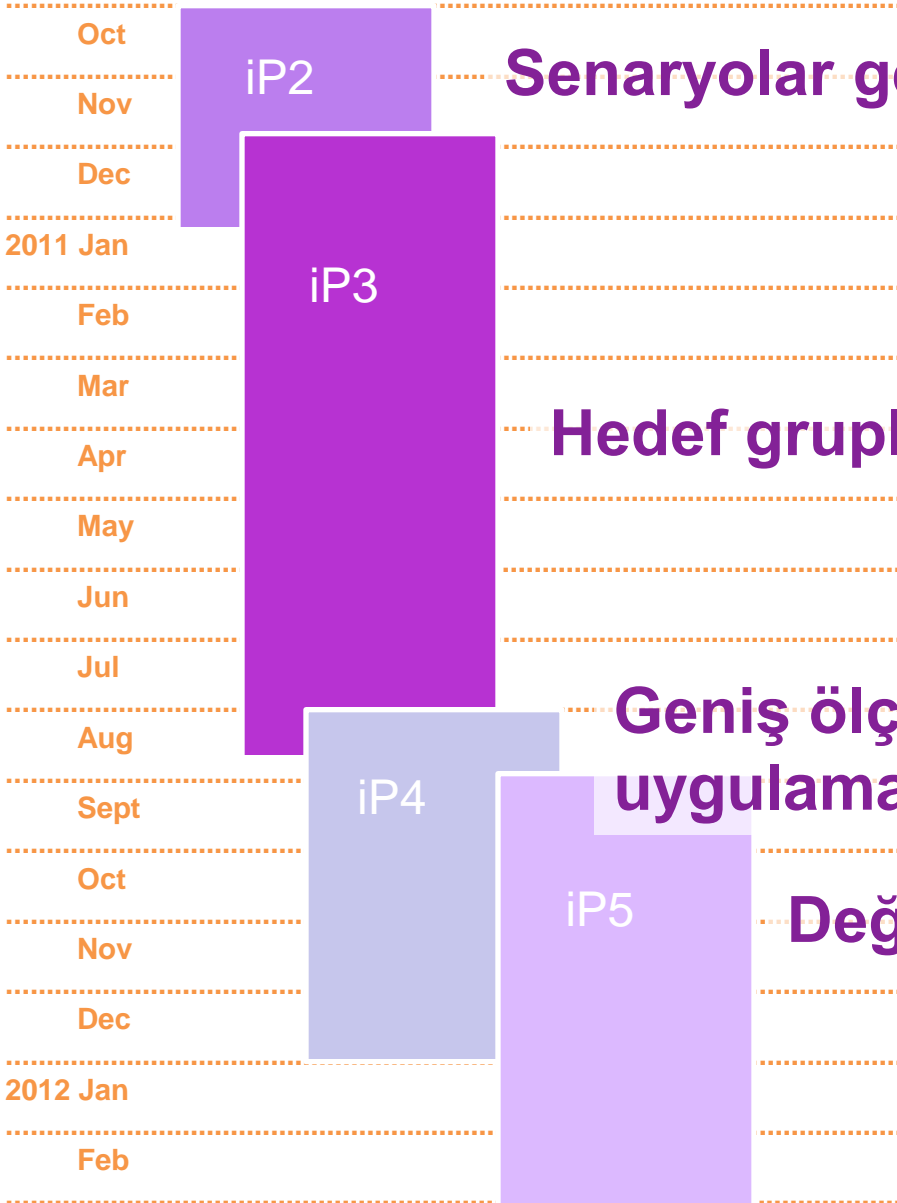 Oct
iP2
Senaryolar
Nov
Dec
2011 Jan
iP3
Feb
Mar
Hedef
Apr
May
Jun
Jul
Geniş
Aug
iP4
Sept
Oct
iP5
Nov
Dec
2012 Jan
Feb